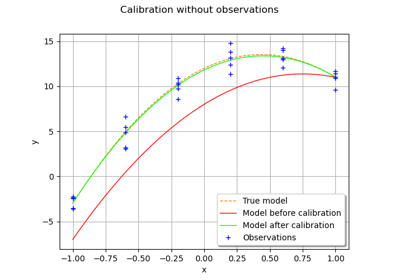 Calibration without observations
15
10
5
0
−5
y
−1.00 −0.75 −0.50 −0.25 0.00 0.25 0.50 0.75 1.00
x
True model
Model before calibration
Model after calibration
Observations